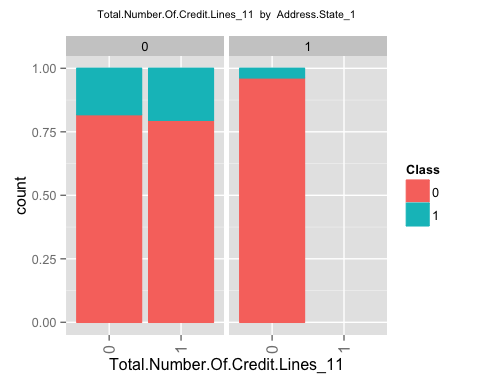 Total.Number.Of.Credit.Lines_11 by Address.State_1
0 1
1.00
0.75
0.50
0.25
0.00
count
0 1 0 1
Total.Number.Of.Credit.Lines_11
Class
0
1